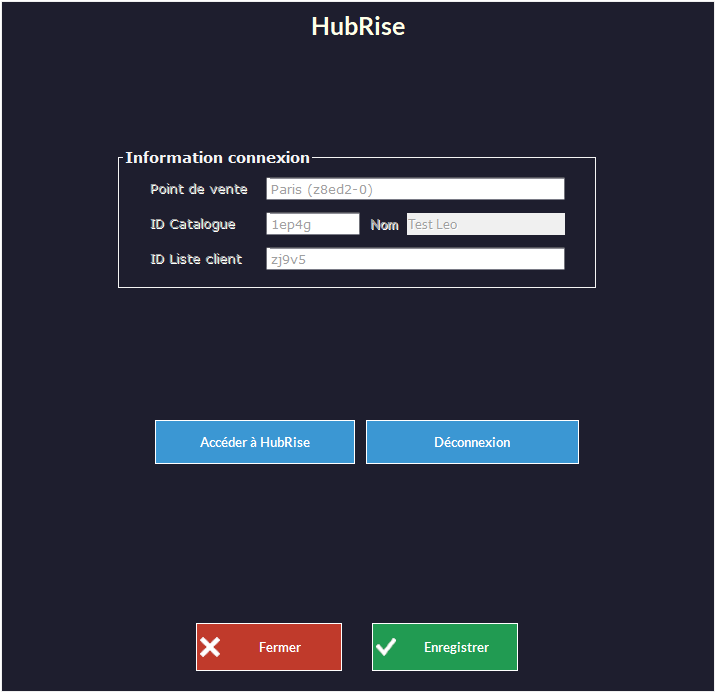 HubRise
Information connexion
Point de vente Paris (z8ed2-0)
ID Catalogue 1ep4g Nom Test Leo
ID Liste client zj9v5
Accéder à HubRise Déconnexion
Fermer Enregistrer